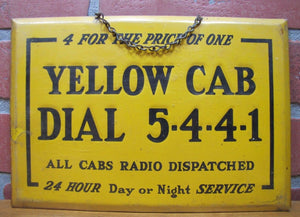 4 FOR THE PRICE OF ONE
YELLOW CAB
DIAL 5·4·4·1
ALL CABS RADIO DISPATCHED
24 HOUR Day or Night SERVICE